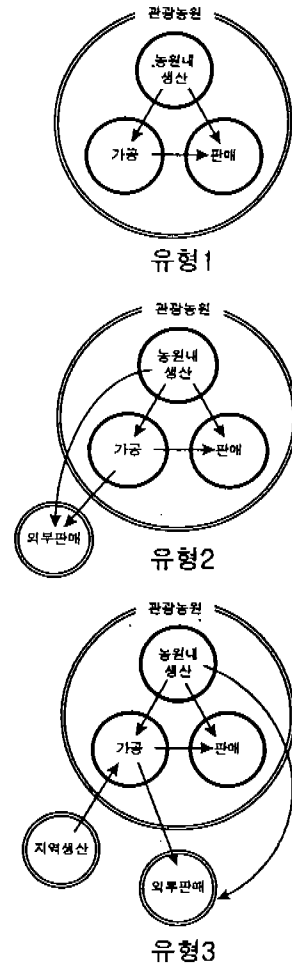 관광농원
농원내
생산
가공
판매
유형1
관광농원
농원내
생산
가공
판매
외부판매
유형2
관광농원
농원내
생산
가공
판매
지역생산
외부판매
유형3